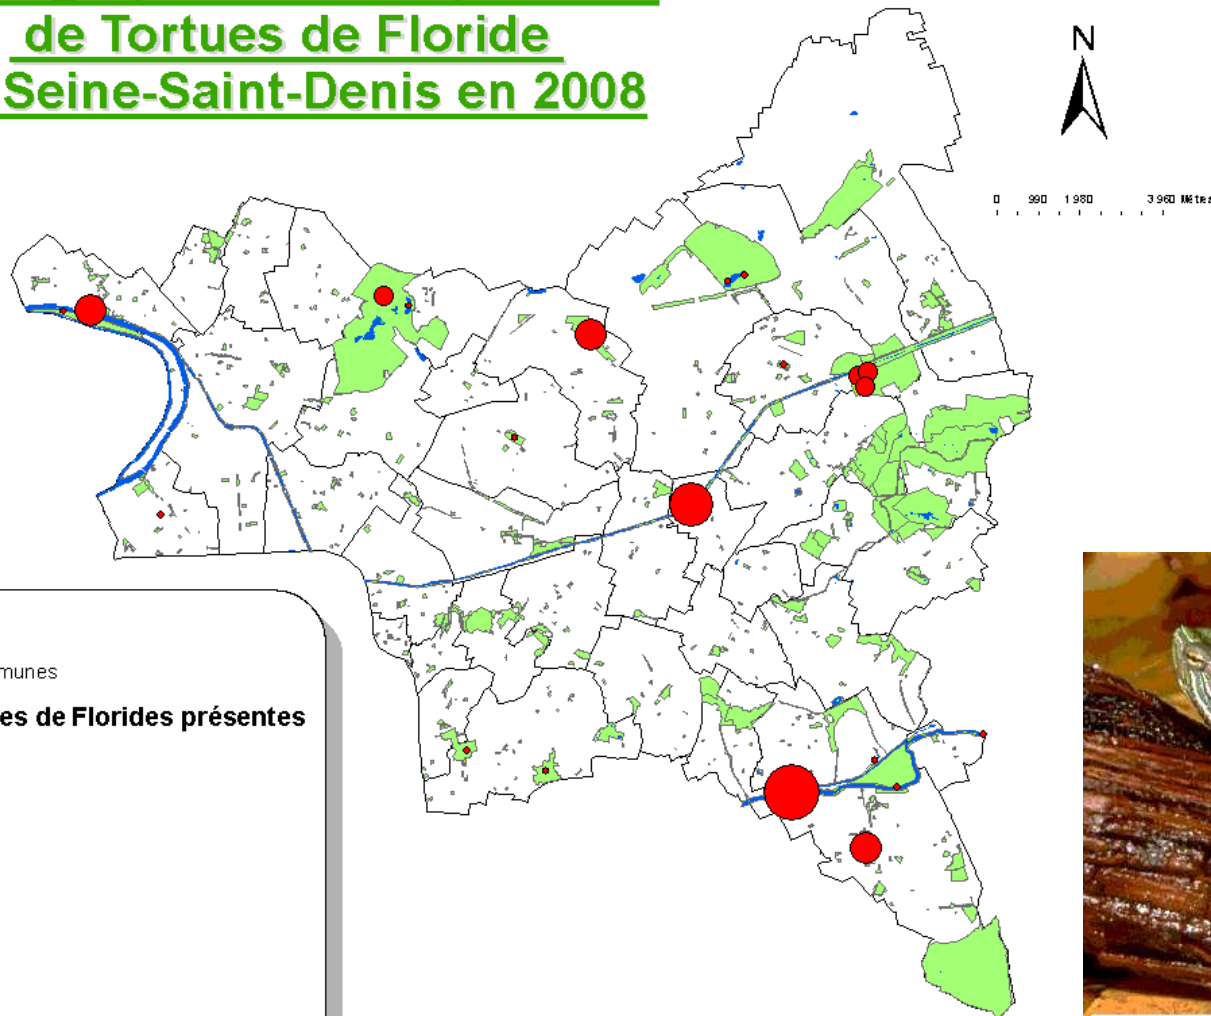 de Tortues de Floride
Seine-Saint-Denis en 2008
N
0 990 1 980 3 960 Mètres
munes
es de Florides présentes